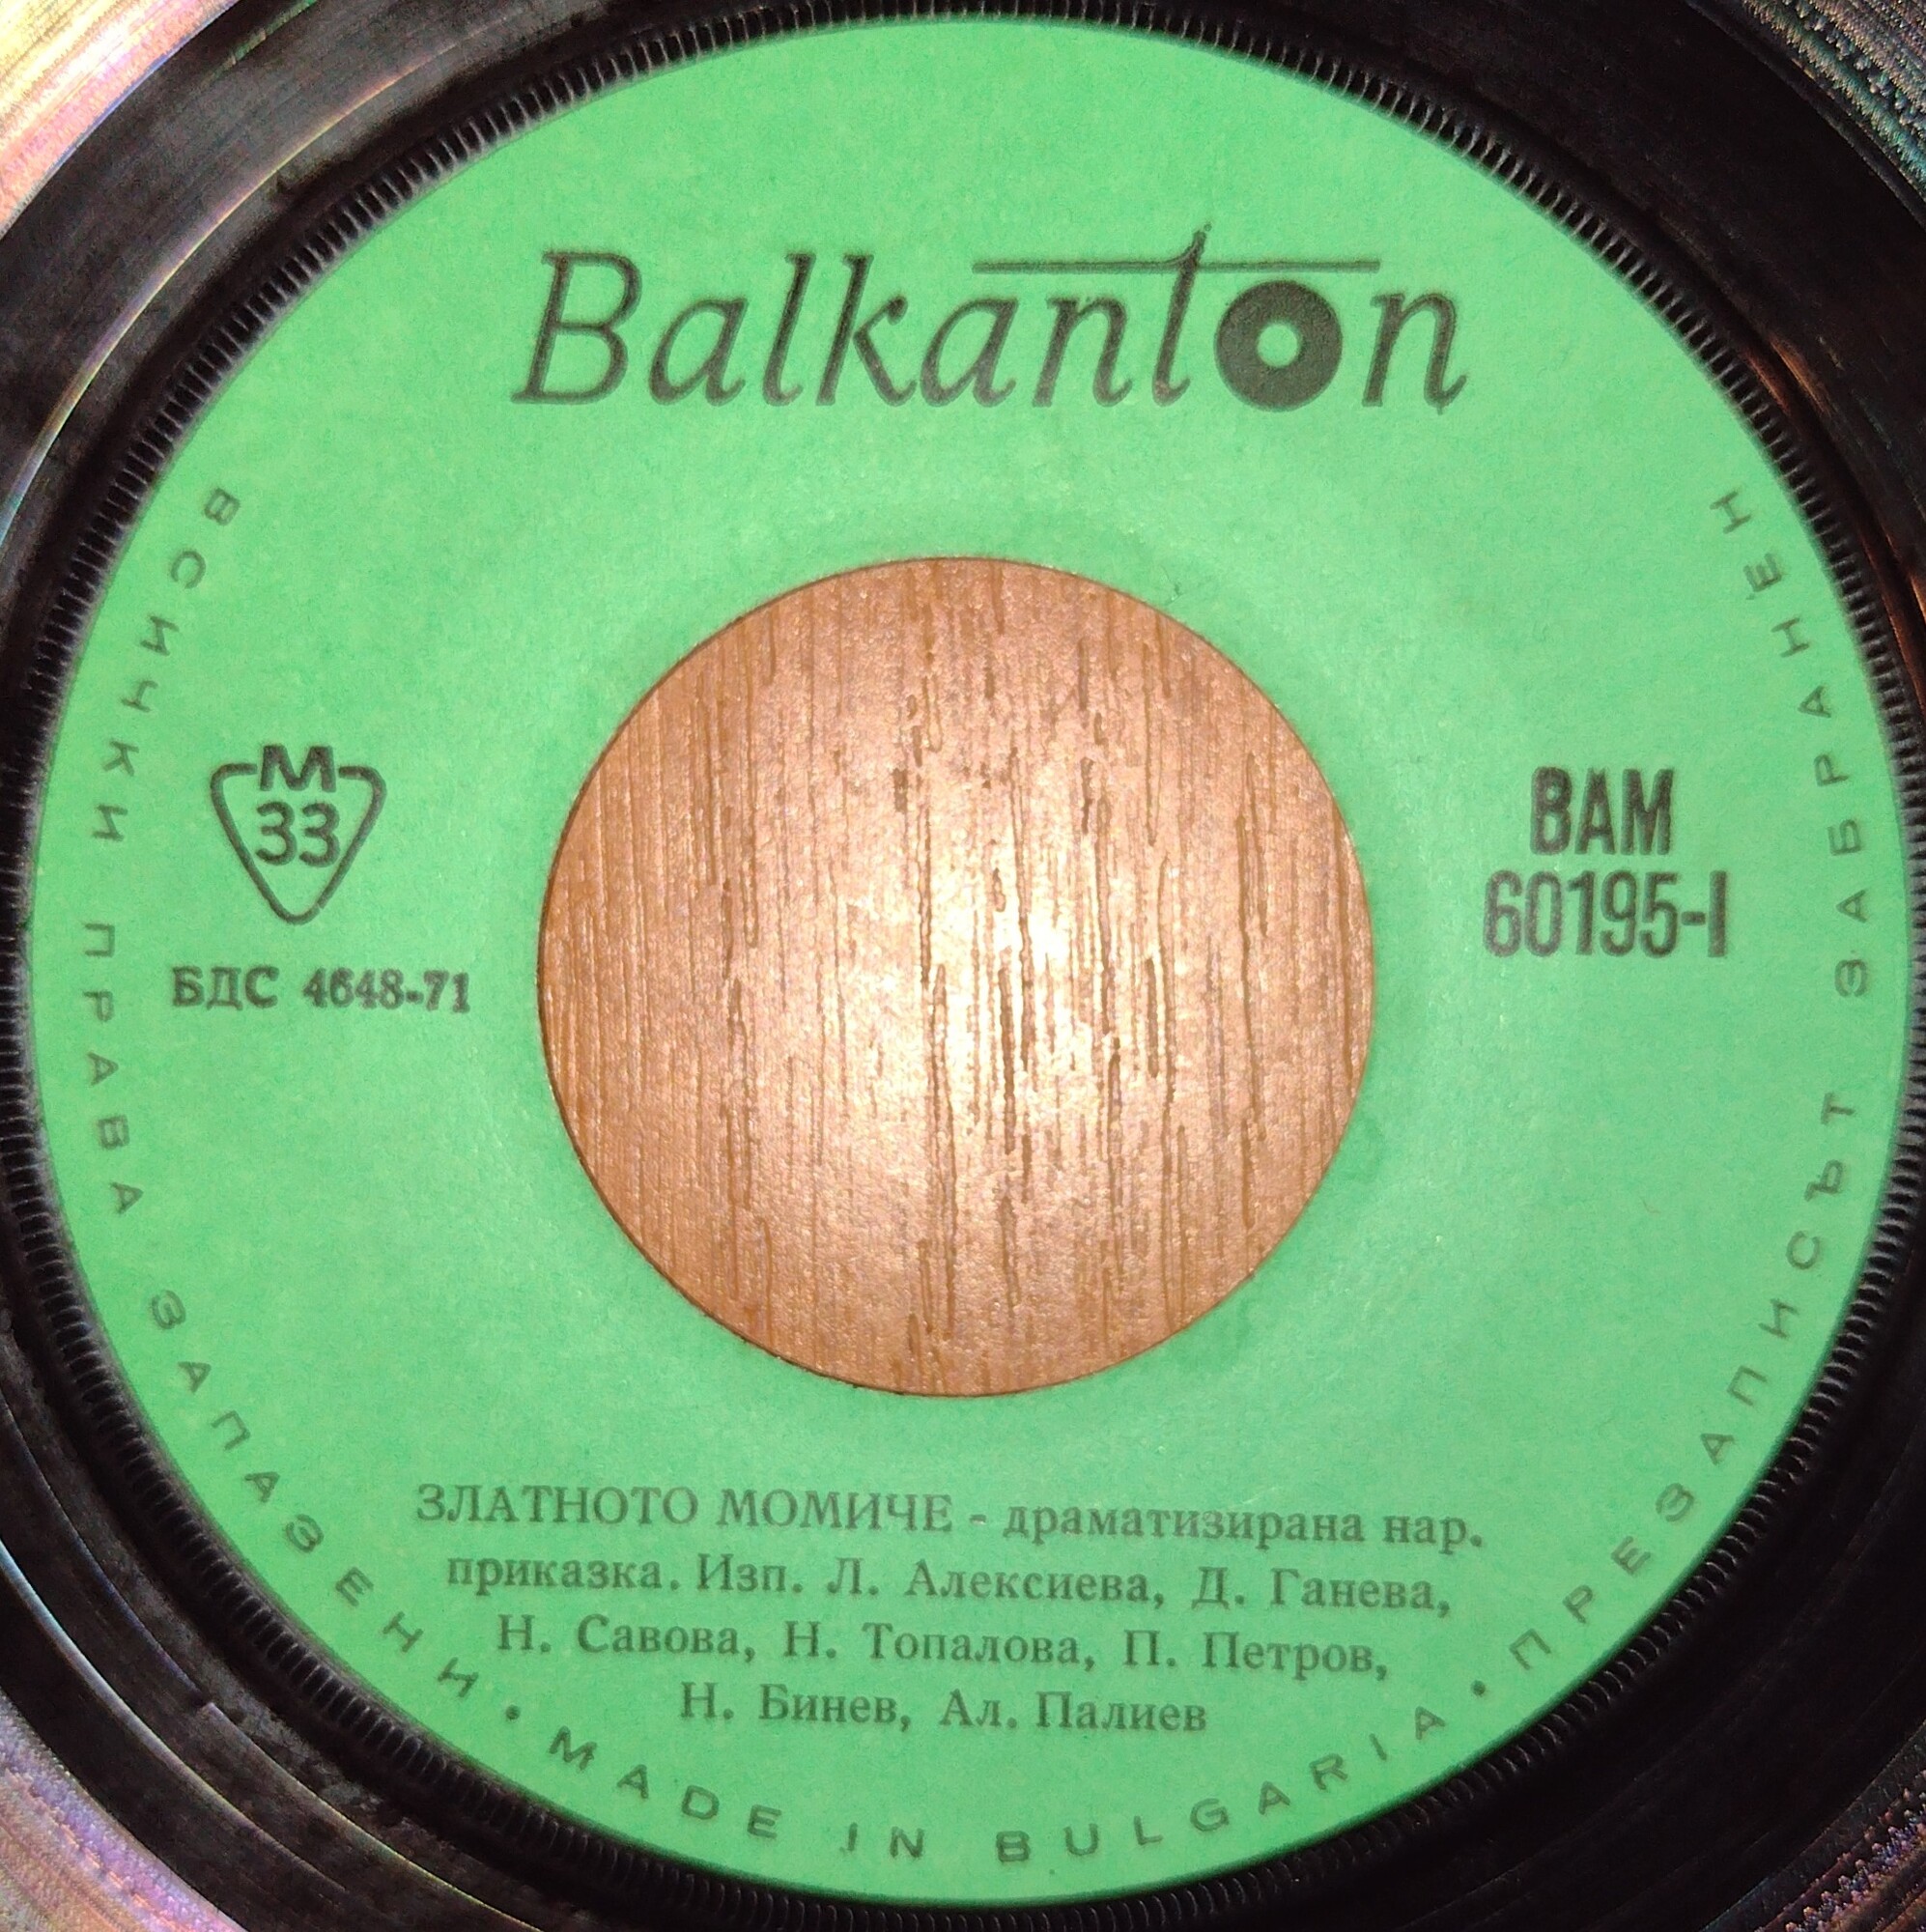 Balkanton
М
33
БДС 4648-71
ВАМ
60195-I
ЗЛАТНОТО МОМИЧЕ - драматизирана нар.
приказка. Изп. Л. Алексиева, Д. Ганева,
Н. Савова, Н. Топалова, П. Петров,
Н. Бинев, Ал. Палиев
ВСИЧКИ ПРАВА ЗАПАЗЕНИ • MADE IN BULGARIA • ПРЕЗАПИСЪТ ЗАБРАНЕН